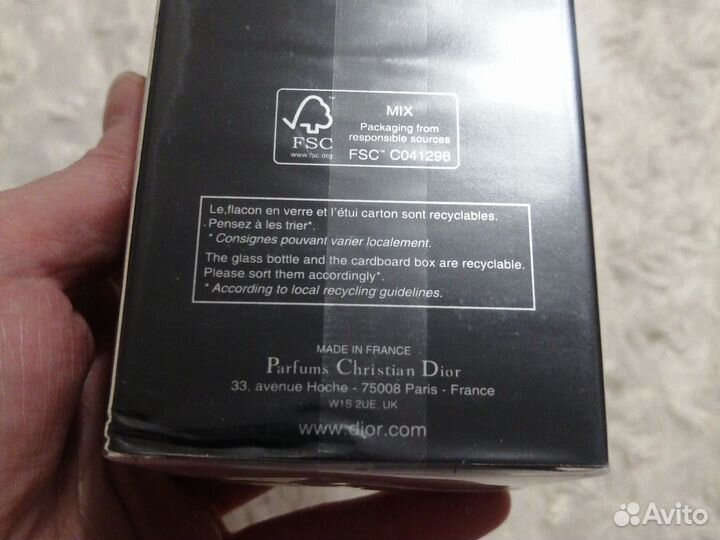 FSC™
www.fsc.org
MIX
Packaging from
responsible sources
FSC™ C041296
Le flacon en verre et l'étui carton sont recyclables.
Pensez à les trier*.
* Consignes pouvant varier localement.
The glass bottle and the cardboard box are recyclable.
Please sort them accordingly*.
* According to local recycling guidelines.
MADE IN FRANCE
Parfums Christian Dior
33, avenue Hoche - 75008 Paris - France
W1S 2UE, UK
www.dior.com
Avito